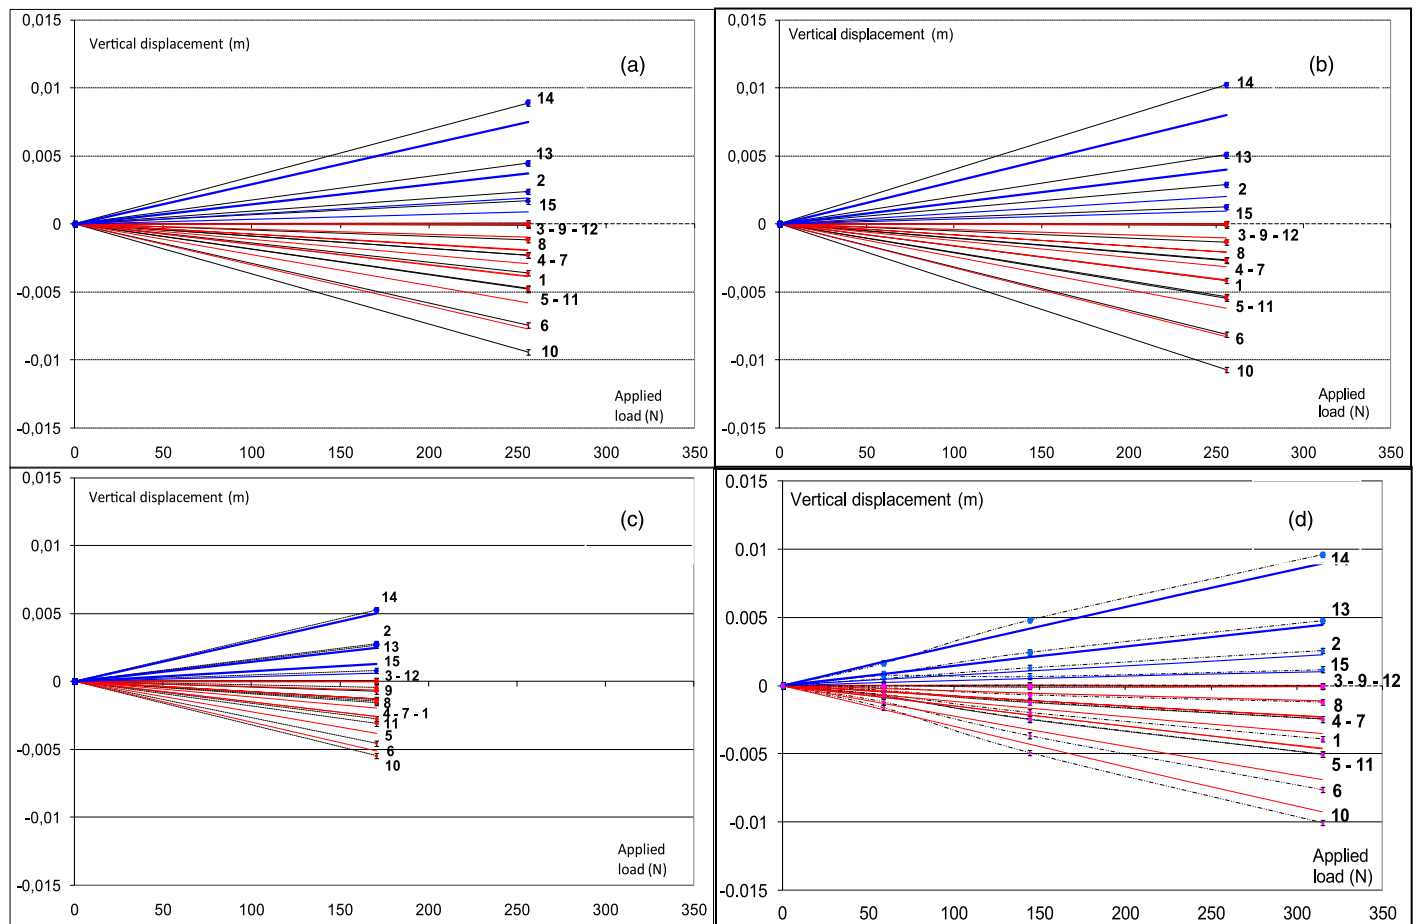 0,015
Vertical displacement (m)
(a)
0,01
14
0,005
13
2
15
0
3 - 9 - 12
8
4 - 7
1
-0,005
5 - 11
6
10
-0,01
Applied
load (N)
-0,015
0 50 100 150 200 250 300 350
0,015
Vertical displacement (m)
(b)
0,01
14
0,005
13
2
15
0
3 - 9 - 12
8
4 - 7
1
-0,005
5 - 11
6
10
-0,01
Applied
load (N)
-0,015
0 50 100 150 200 250 300 350
0,015
Vertical displacement (m)
(c)
0,01
0,005
14
2
13
15
3 - 12
0
9
8
4 - 7 - 1
11
5
-0,005
6
10
-0,01
Applied
load (N)
-0,015
0 50 100 150 200 250 300 350
0.015
Vertical displacement (m)
(d)
0.01
14
0.005
13
2
15
3 - 9 - 12
0
8
4 - 7
1
-0.005
5 - 11
6
10
-0.01
Applied
load (N)
-0.015
0 50 100 150 200 250 300 350